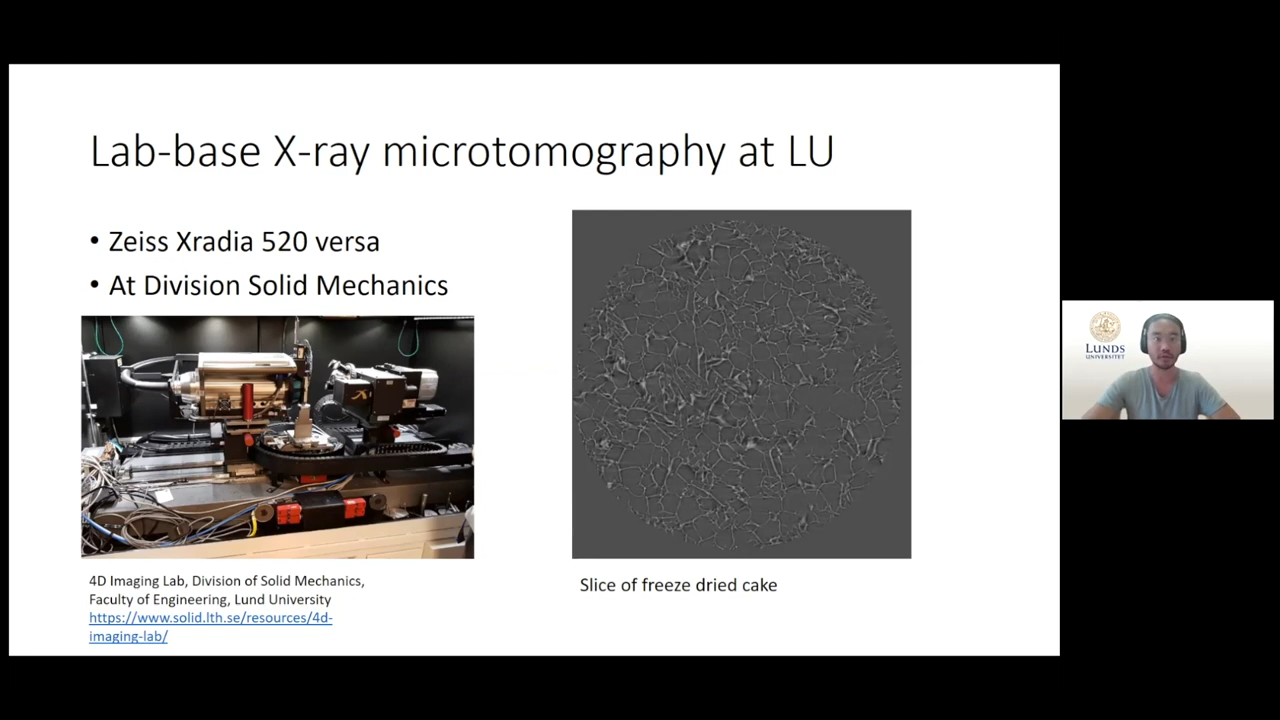 Lab-base X-ray microtomography at LU
• Zeiss Xradia 520 versa
• At Division Solid Mechanics
4D Imaging Lab, Division of Solid Mechanics,
Faculty of Engineering, Lund University
https://www.solid.lth.se/resources/4d-
imaging-lab/
Slice of freeze dried cake
LUNDS
UNIVERSITET